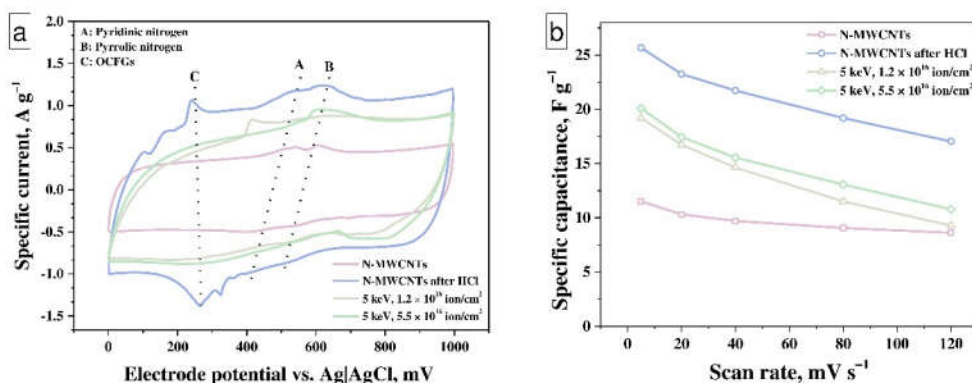 a
A: Pyridinic nitrogen
B: Pyrrolic nitrogen
C: OCFGs
C
A
B
2.0
1.5
1.0
0.5
0.0
-0.5
-1.0
-1.5
Specific current, A g⁻¹
N-MWCNTs
N-MWCNTs after HCl
5 keV, 1.2 × 10¹⁶ ion/cm²
5 keV, 5.5 × 10¹⁶ ion/cm²
0 200 400 600 800 1000
Electrode potential vs. Ag|AgCl, mV
b
N-MWCNTs
N-MWCNTs after HCl
5 keV, 1.2 × 10¹⁶ ion/cm²
5 keV, 5.5 × 10¹⁶ ion/cm²
25
20
15
10
5
0
Specific capacitance, F g⁻¹
0 20 40 60 80 100 120
Scan rate, mV s⁻¹